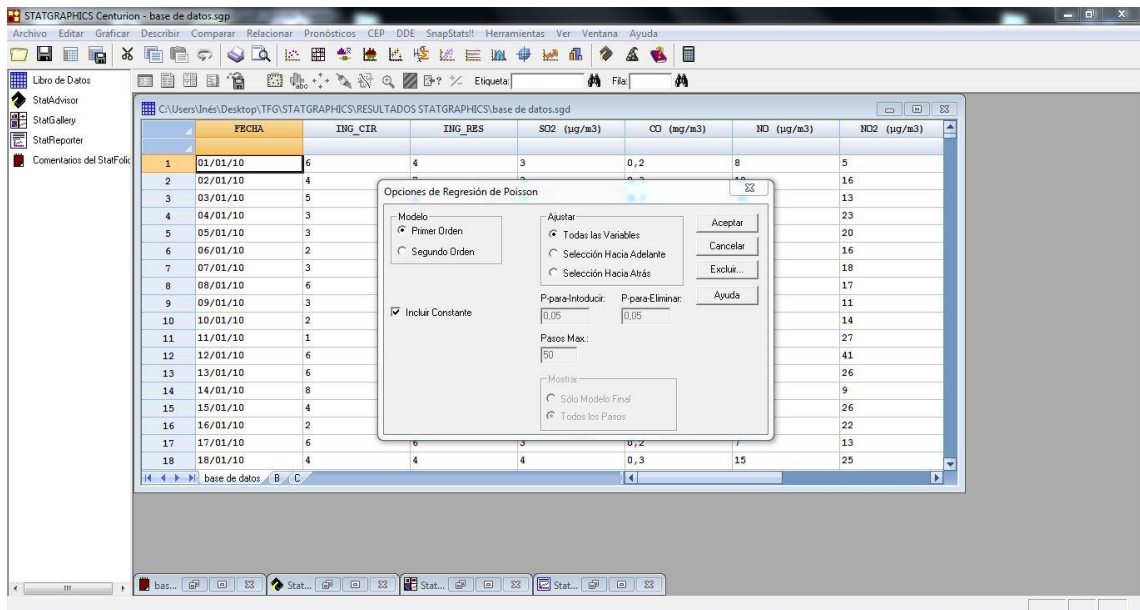 STATGRAPHICS Centurion - base de datos.sgp
Archivo Editar Graficar Describir Comparar Relacionar Pronósticos CEP DDE SnapStats!! Herramientas Ver Ventana Ayuda
Etiqueta: Fila:
Libro de Datos
StatAdvisor
StatGallery
StatReporter
Comentarios del StatFolio
C:\Users\Inés\Desktop\TFG\STATGRAPHICS\RESULTADOS STATGRAPHICS\base de datos.sgd
FECHA ING_CIR ING_RES SO2 (µg/m3) CO (mg/m3) NO (µg/m3) NO2 (µg/m3)
1 01/01/10 6 4 3 0,2 8 5
2 02/01/10 4 16
3 03/01/10 5 13
4 04/01/10 3 23
5 05/01/10 3 20
6 06/01/10 2 16
7 07/01/10 3 18
8 08/01/10 6 17
9 09/01/10 3 11
10 10/01/10 2 14
11 11/01/10 1 27
12 12/01/10 6 41
13 13/01/10 6 26
14 14/01/10 8 9
15 15/01/10 4 26
16 16/01/10 2 22
17 17/01/10 6 6 3 0,2 7 13
18 18/01/10 4 4 4 0,3 15 25
base de datos B C
Opciones de Regresión de Poisson
Modelo
Primer Orden
Segundo Orden
Incluir Constante
Ajustar
Todas las Variables
Selección Hacia Adelante
Selección Hacia Atrás
P-para-Intoducir: P-para-Eliminar:
0,05 0,05
Pasos Max.:
50
Mostrar
Sólo Modelo Final
Todos los Pasos
Aceptar
Cancelar
Excluir...
Ayuda
bas... Stat... Stat... Stat...